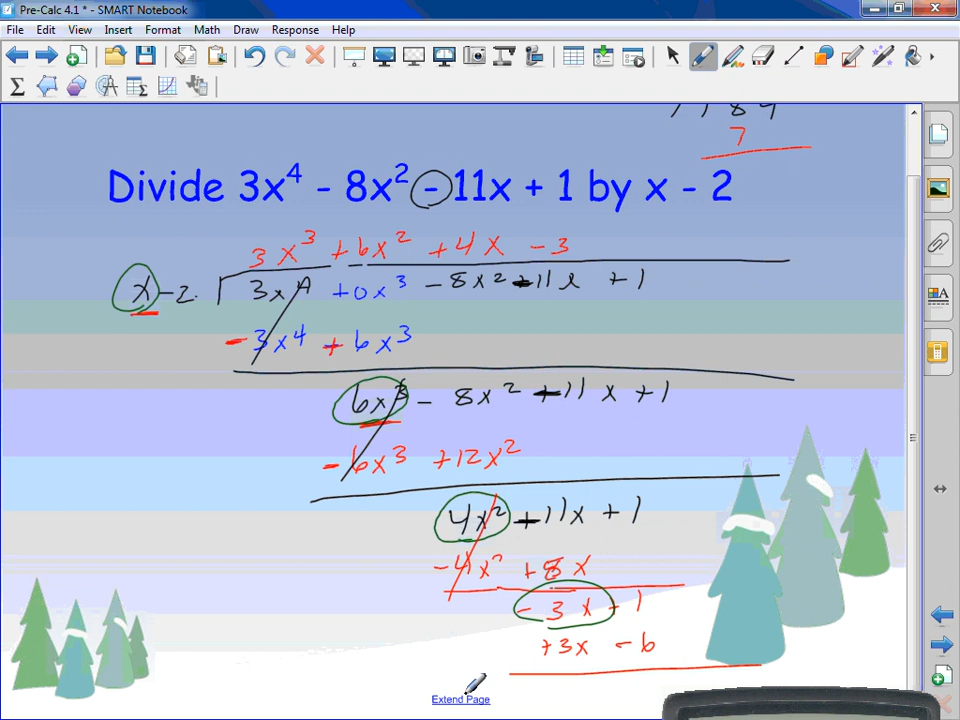 Pre-Calc 4.1 * - SMART Notebook
File Edit View Insert Format Math Draw Response Help
7
Divide 3x⁴ - 8x² - 11x + 1 by x - 2
3x³ + 6x² + 4x - 3
x - 2 3x⁴ + 0x³ - 8x² - 11x + 1
- 3x⁴ + 6x³
6x³ - 8x² - 11x + 1
- 6x³ + 12x²
4x² - 11x + 1
- 4x² + 8x
- 3x + 1
+ 3x - 6
Extend Page